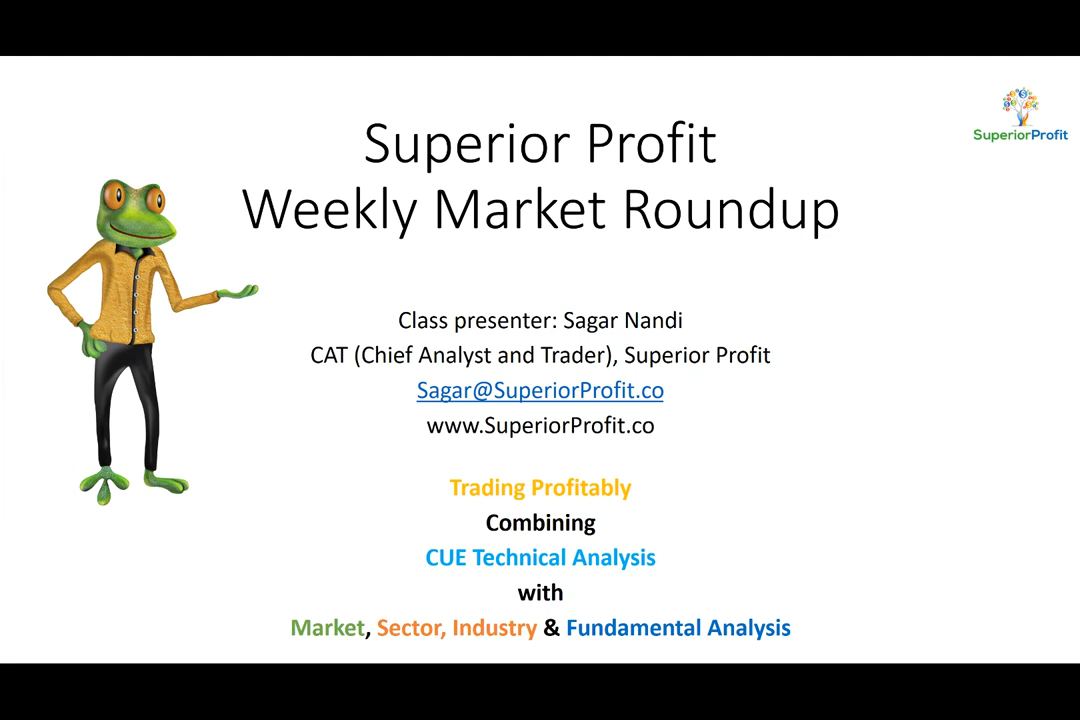 SuperiorProfit
Superior Profit
Weekly Market Roundup
Class presenter: Sagar Nandi
CAT (Chief Analyst and Trader), Superior Profit
Sagar@SuperiorProfit.co
www.SuperiorProfit.co
Trading Profitably
Combining
CUE Technical Analysis
with
Market, Sector, Industry & Fundamental Analysis